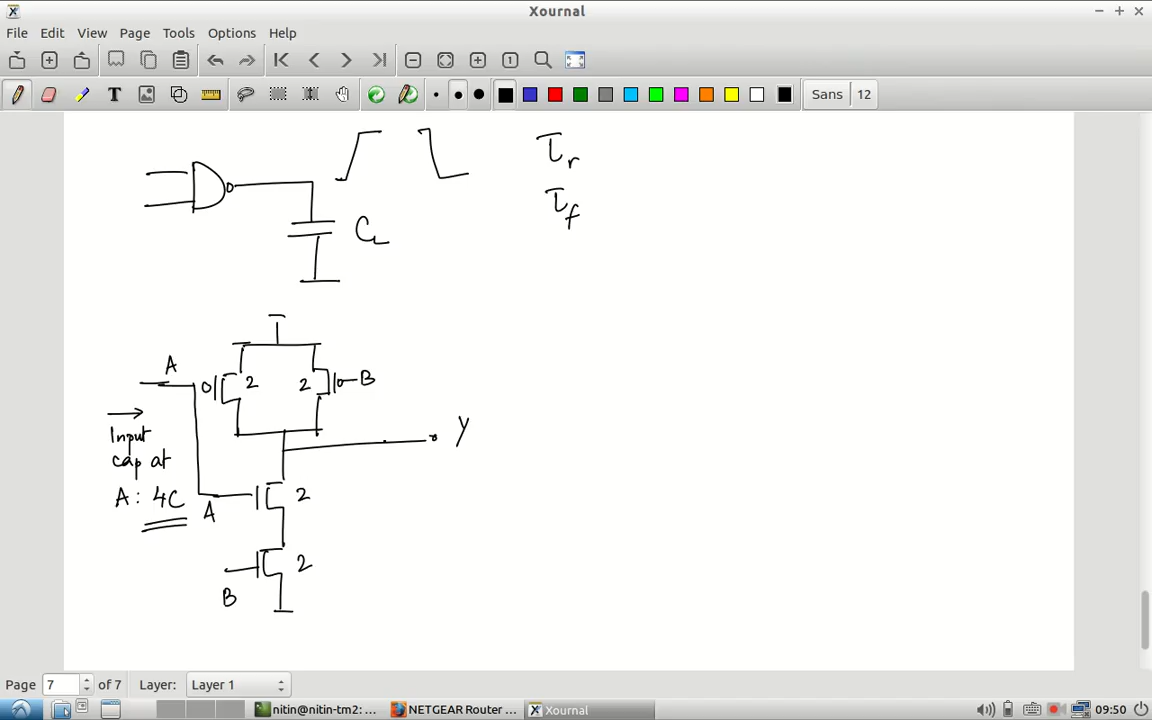 Xournal
File Edit View Page Tools Options Help
Sans 12
τr
τf
CL
A
2
2
B
Input
cap at
A: 4C
Y
A
2
2
B
Page 7 of 7 Layer: Layer 1
nitin@nitin-tm2: ...
NETGEAR Router ...
Xournal
09:50